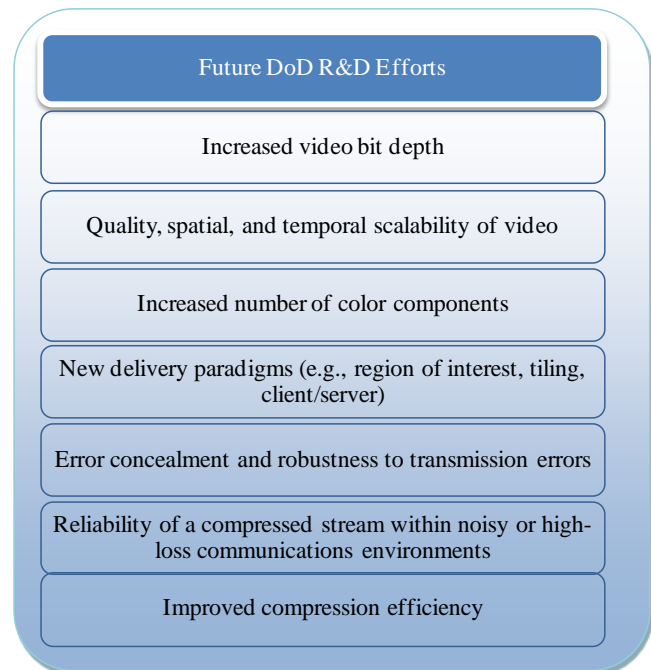 Future DoD R&D Efforts
Increased video bit depth
Quality, spatial, and temporal scalability of video
Increased number of color components
New delivery paradigms (e.g., region of interest, tiling,
client/server)
Error concealment and robustness to transmission errors
Reliability of a compressed stream within noisy or high-
loss communications environments
Improved compression efficiency